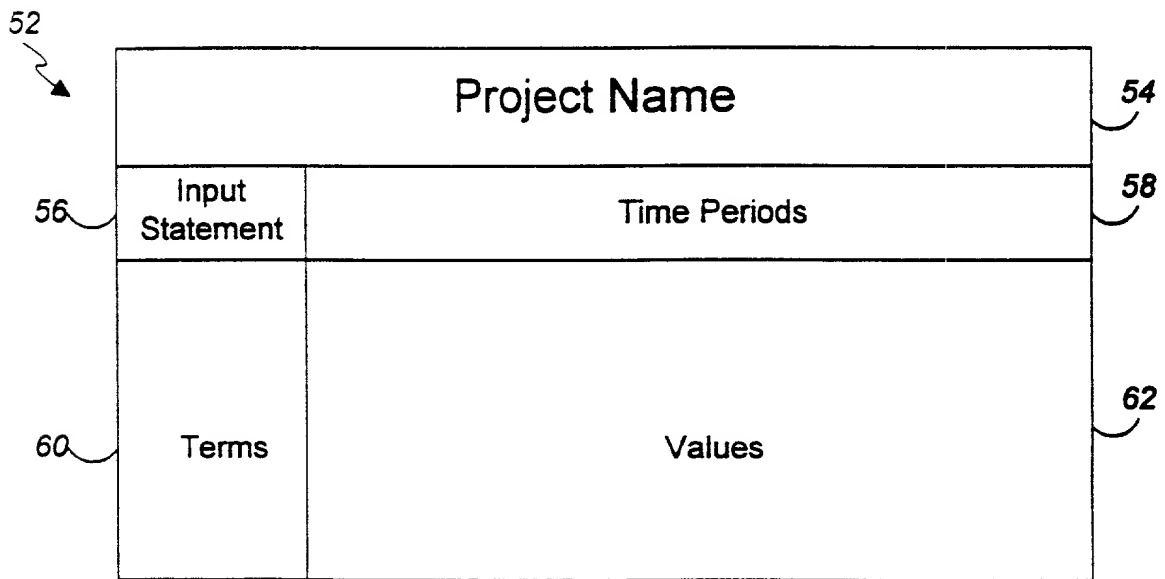 52
Project Name
54
56
Input
Statement
Time Periods
58
60
Terms
Values
62